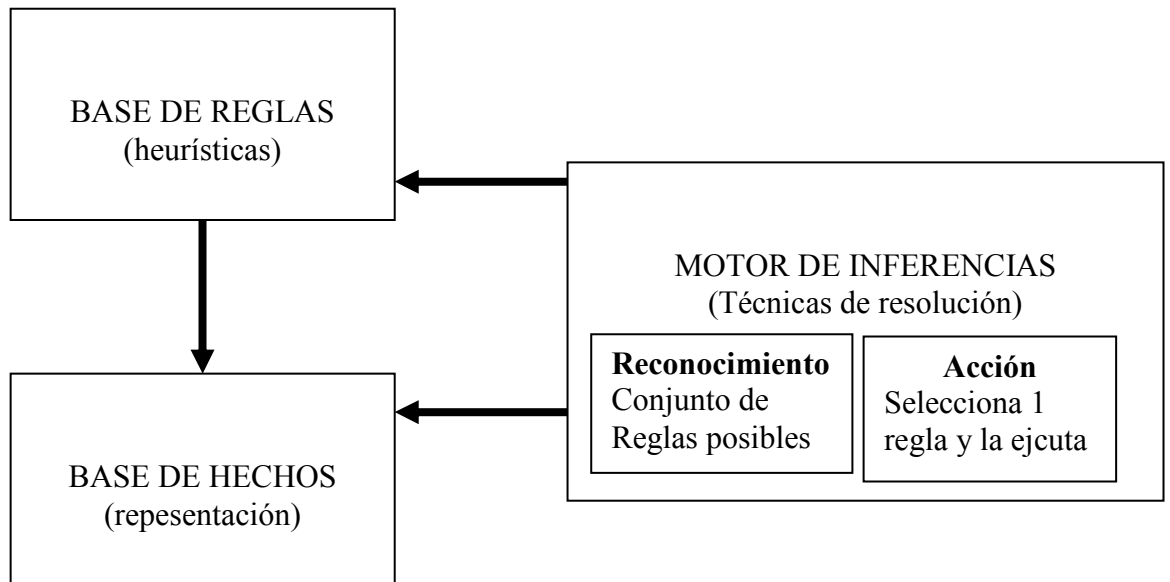 BASE DE REGLAS
(heurísticas)
MOTOR DE INFERENCIAS
(Técnicas de resolución)
Reconocimiento
Conjunto de
Reglas posibles
Acción
Selecciona 1
regla y la ejcuta
BASE DE HECHOS
(repesentación)